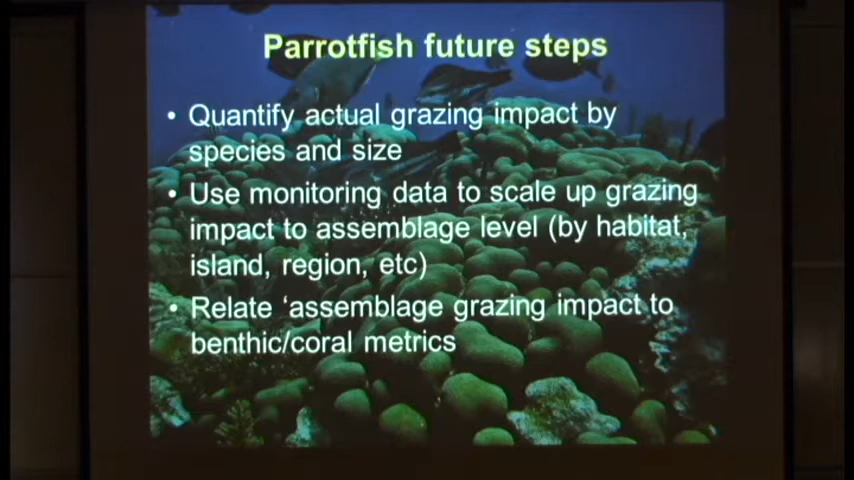 Parrotfish future steps
• Quantify actual grazing impact by
species and size
• Use monitoring data to scale up grazing
impact to assemblage level (by habitat,
island, region, etc)
• Relate ‘assemblage grazing impact to
benthic/coral metrics